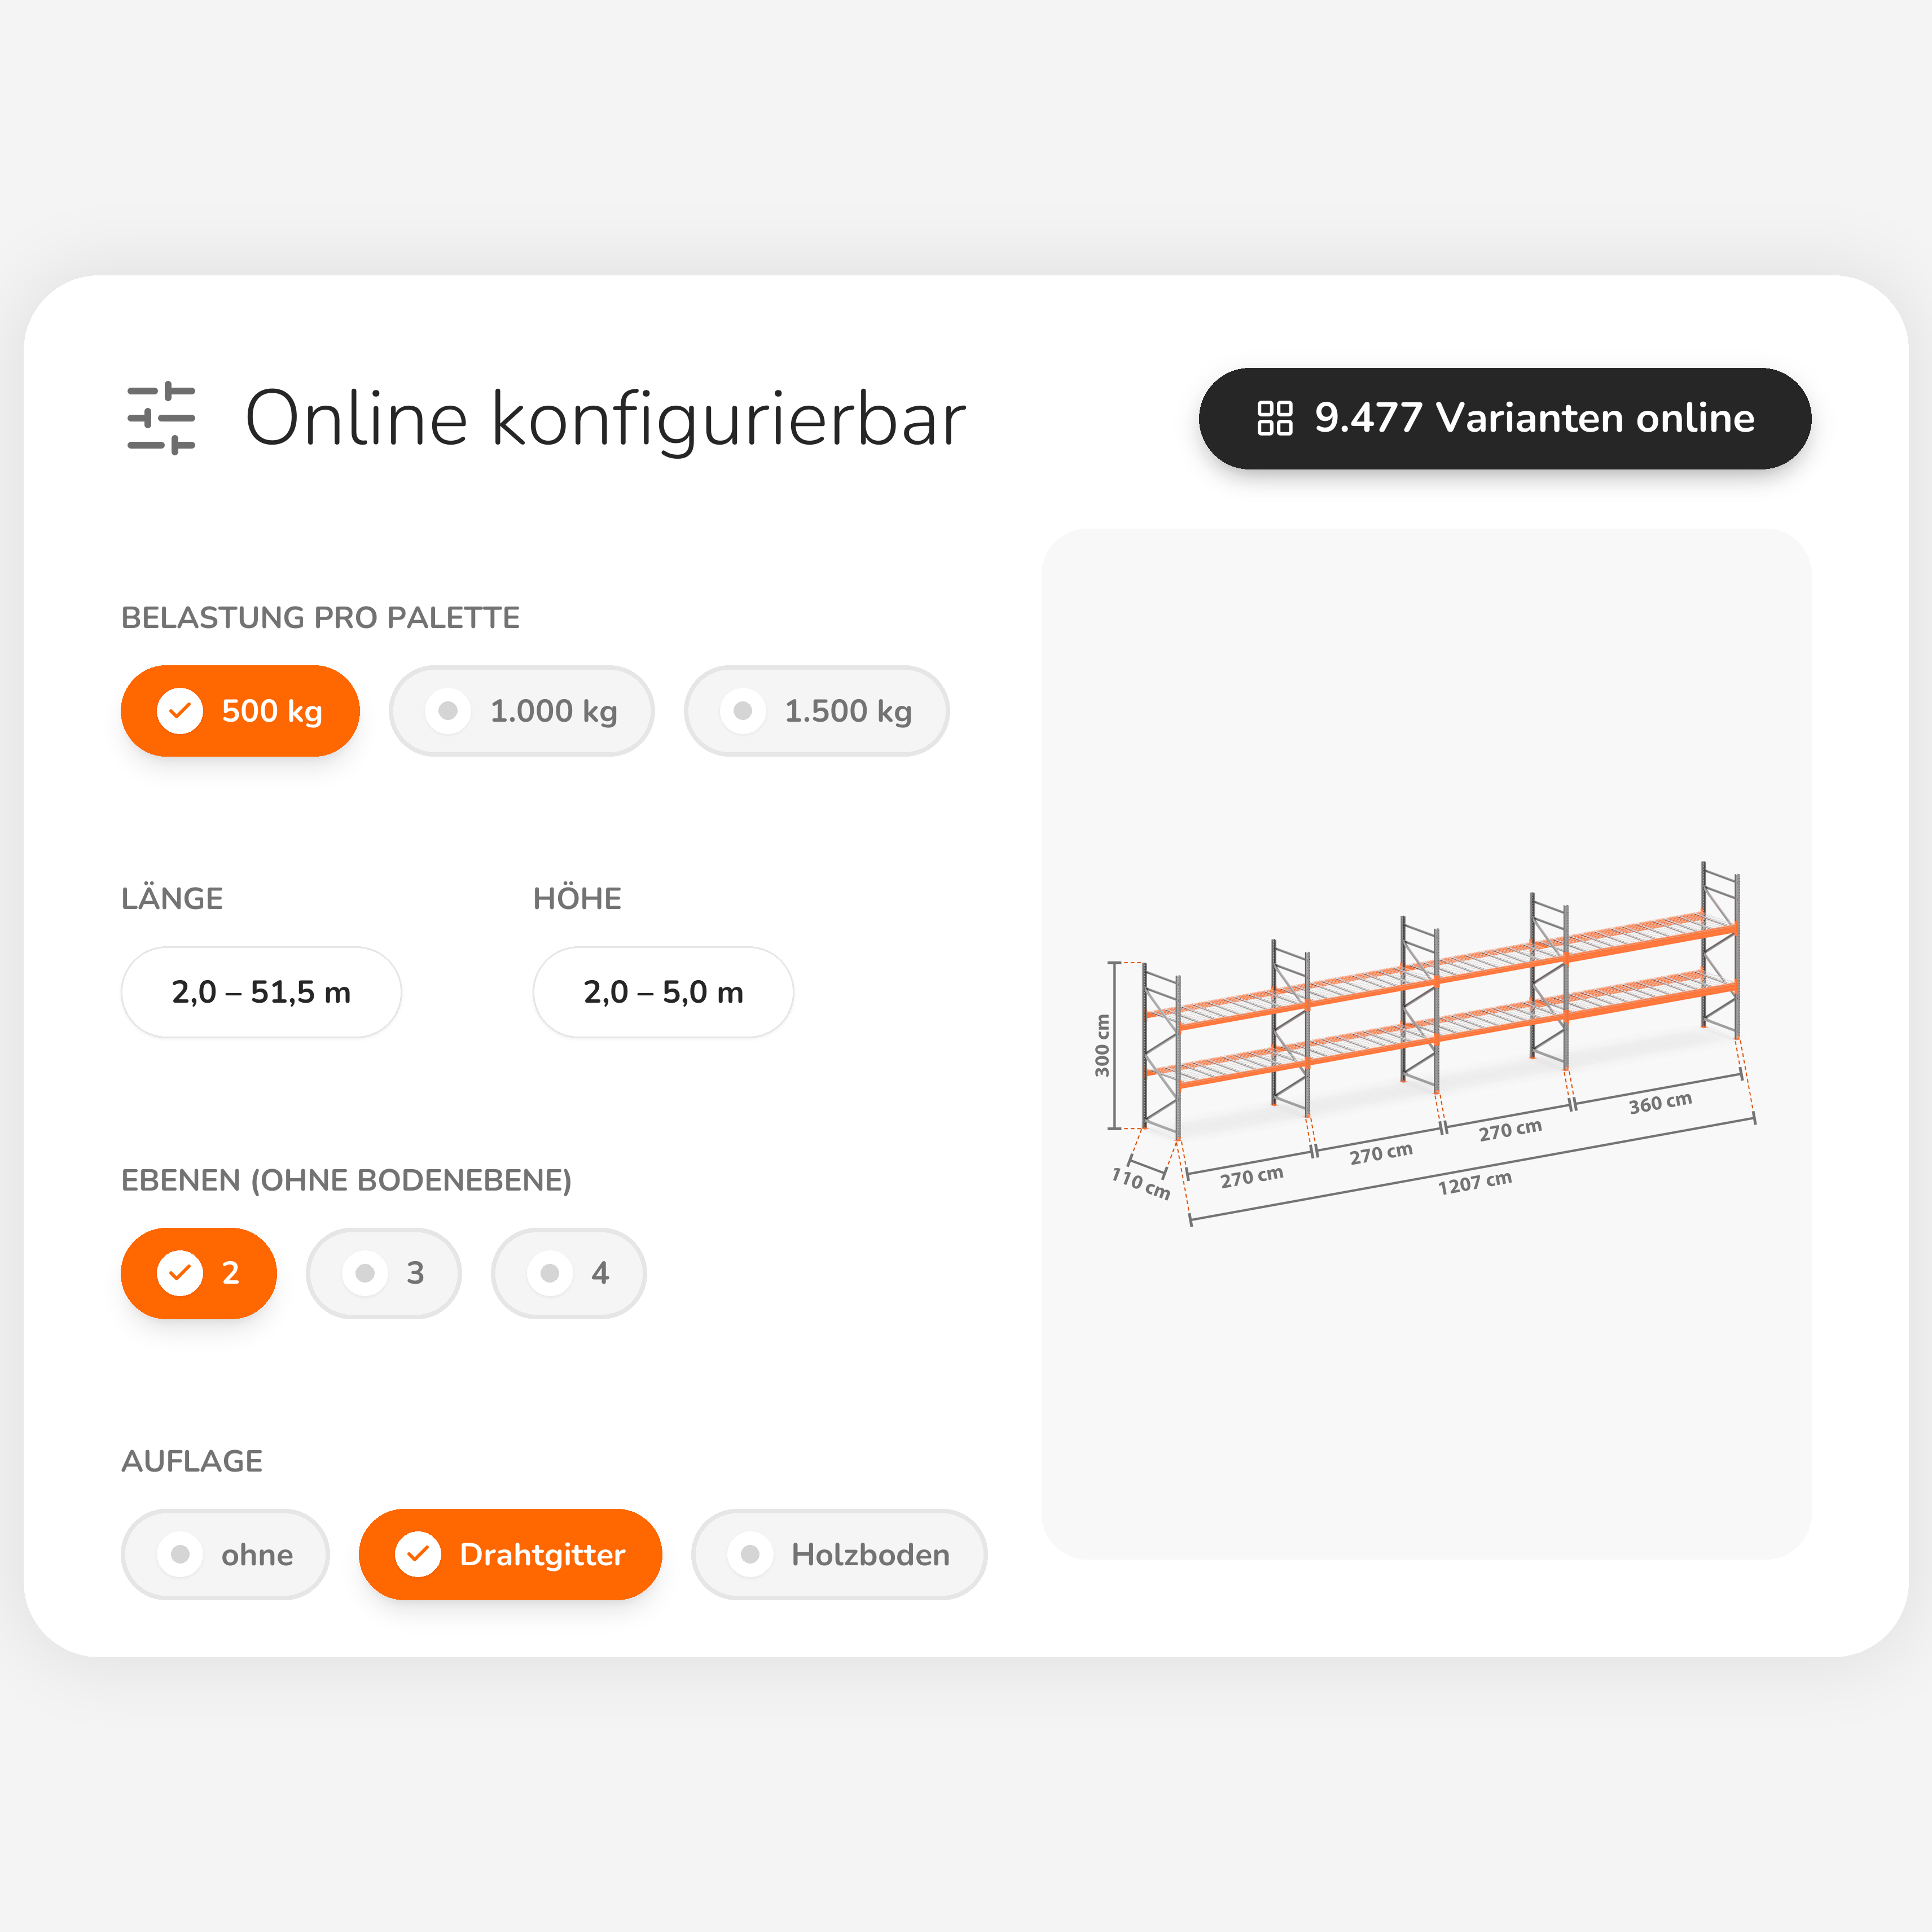 Online konfigurierbar
9.477 Varianten online
BELASTUNG PRO PALETTE
500 kg
1.000 kg
1.500 kg
LÄNGE
HÖHE
2,0 – 51,5 m
2,0 – 5,0 m
EBENEN (OHNE BODENEBENE)
2
3
4
AUFLAGE
ohne
Drahtgitter
Holzboden
300 cm
110 cm
270 cm
270 cm
270 cm
360 cm
1207 cm